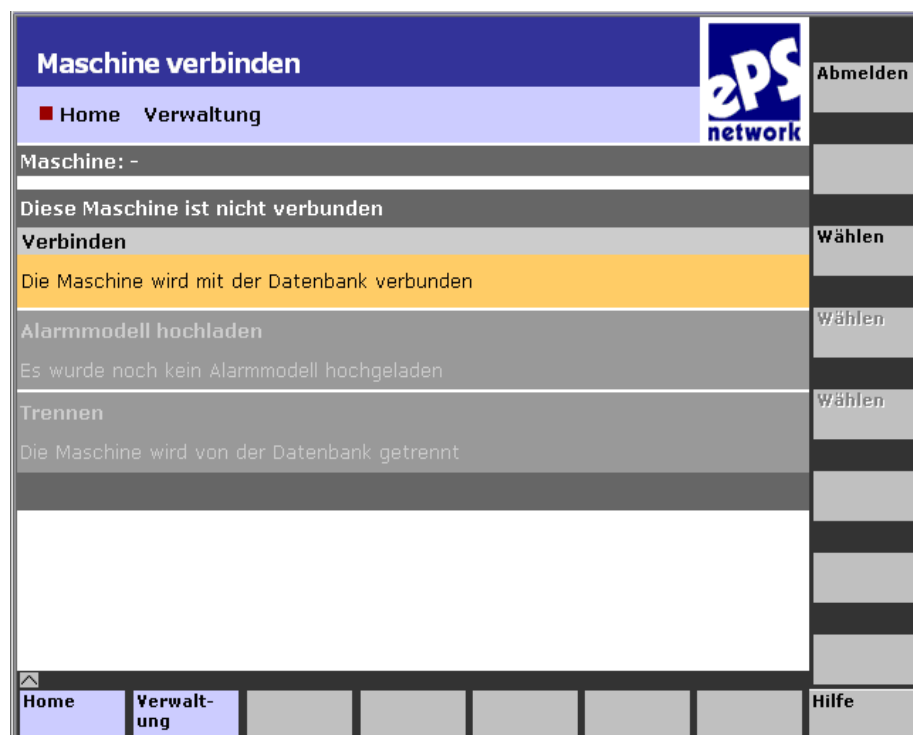 Maschine verbinden
Home Verwaltung
ePS
network
Abmelden
Maschine: -
Diese Maschine ist nicht verbunden
Verbinden
Wählen
Die Maschine wird mit der Datenbank verbunden
Alarmmodell hochladen
Wählen
Es wurde noch kein Alarmmodell hochgeladen
Trennen
Wählen
Die Maschine wird von der Datenbank getrennt
Home
Verwalt-
ung
Hilfe